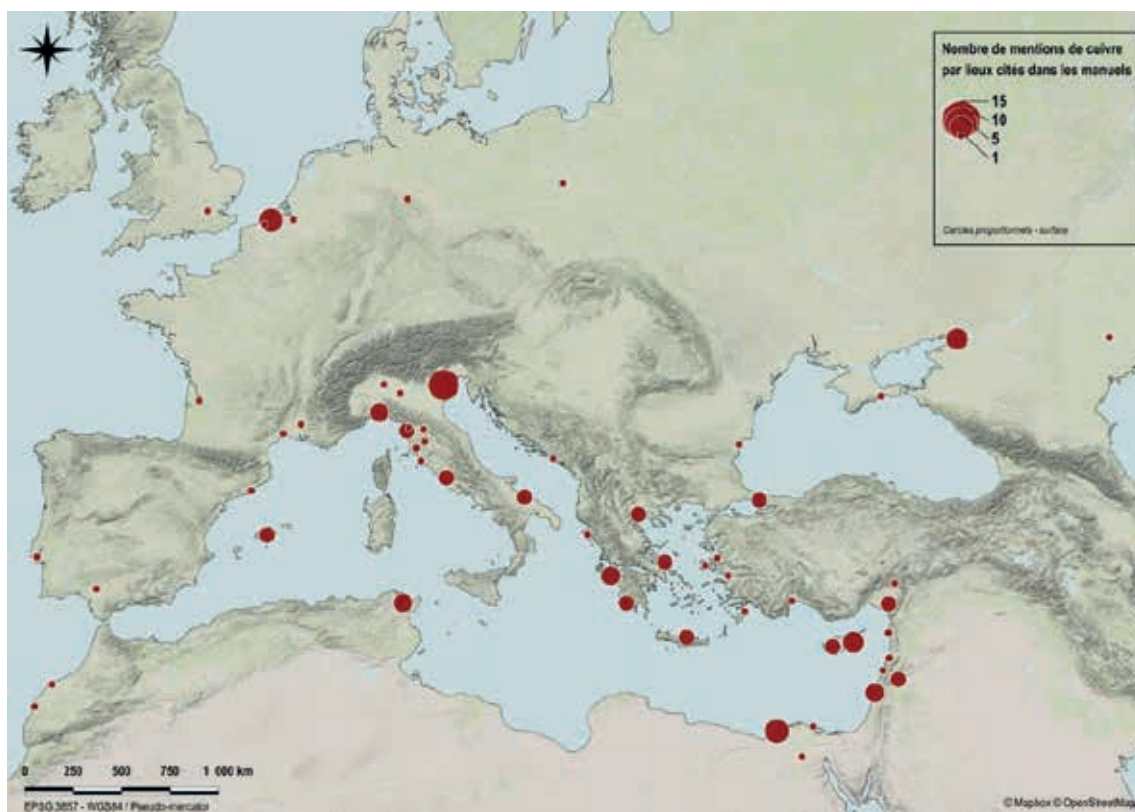 Nombre de mentions de cuivre
par lieux cités dans les manuels
15
10
5
1
Cercles proportionnels - surface
0 250 500 750 1 000 km
EPSG:3857 - WGS84 / Pseudo-mercator
© Mapbox © OpenStreetMap